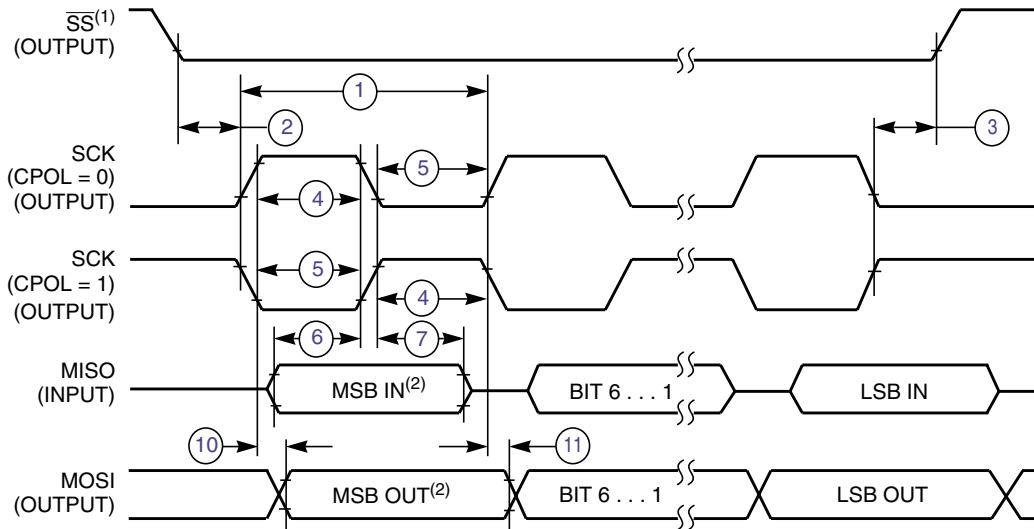 SS(1)
(OUTPUT)
1
2
3
SCK
(CPOL = 0)
(OUTPUT)
5
4
SCK
(CPOL = 1)
(OUTPUT)
5
4
6
7
MISO
(INPUT)
MSB IN(2)
BIT 6 . . . 1
LSB IN
10
11
MOSI
(OUTPUT)
MSB OUT(2)
BIT 6 . . . 1
LSB OUT